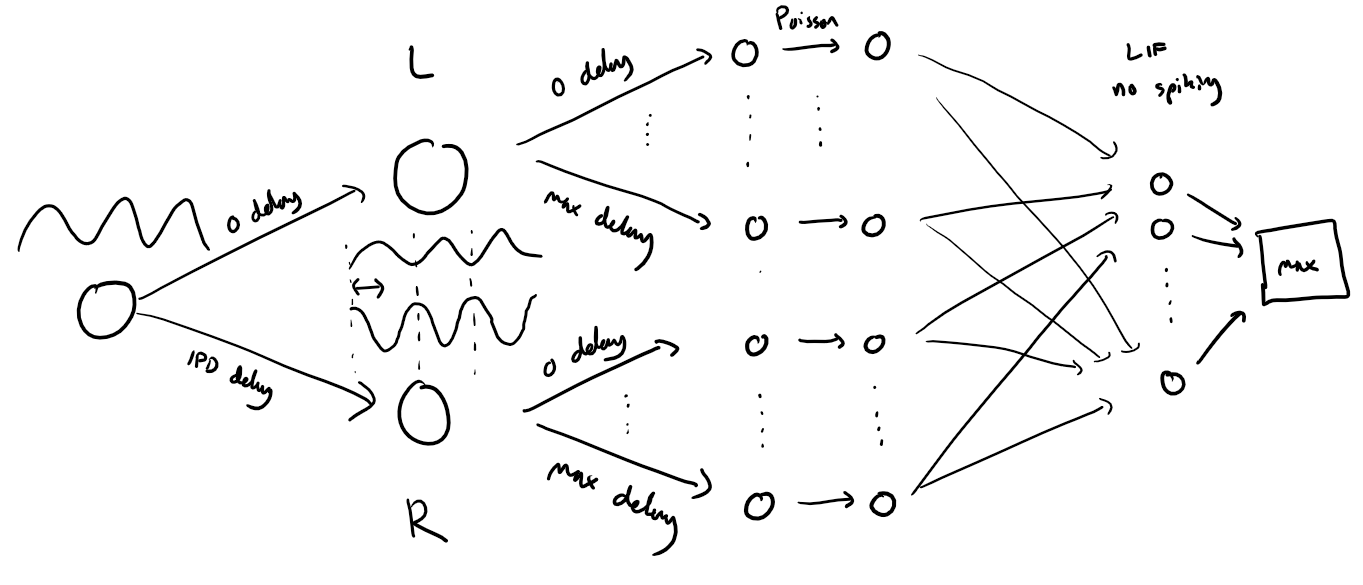 L
0 delay
IPD delay
R
0 delay
max delay
0 delay
max delay
Poisson
LIF
no spiking
max